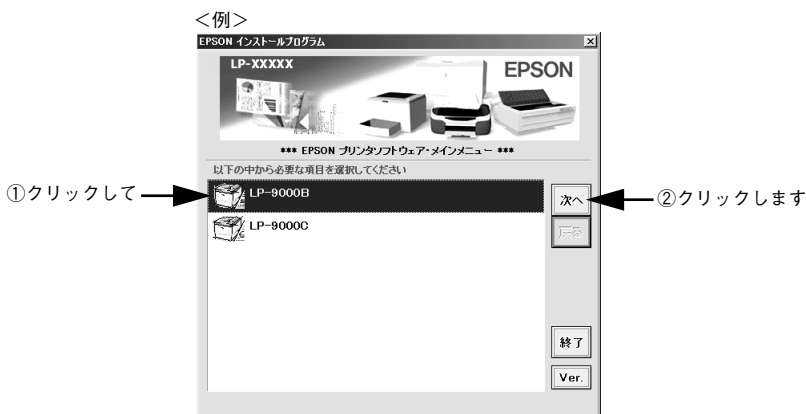 ＜例＞
EPSON インストールプログラム
LP-XXXXX
EPSON
*** EPSON プリンタソフトウェア・メインメニュー ***
以下の中から必要な項目を選択してください
①クリックして
LP-9000B
次へ
②クリックします
LP-9000C
戻る
終了
Ver.